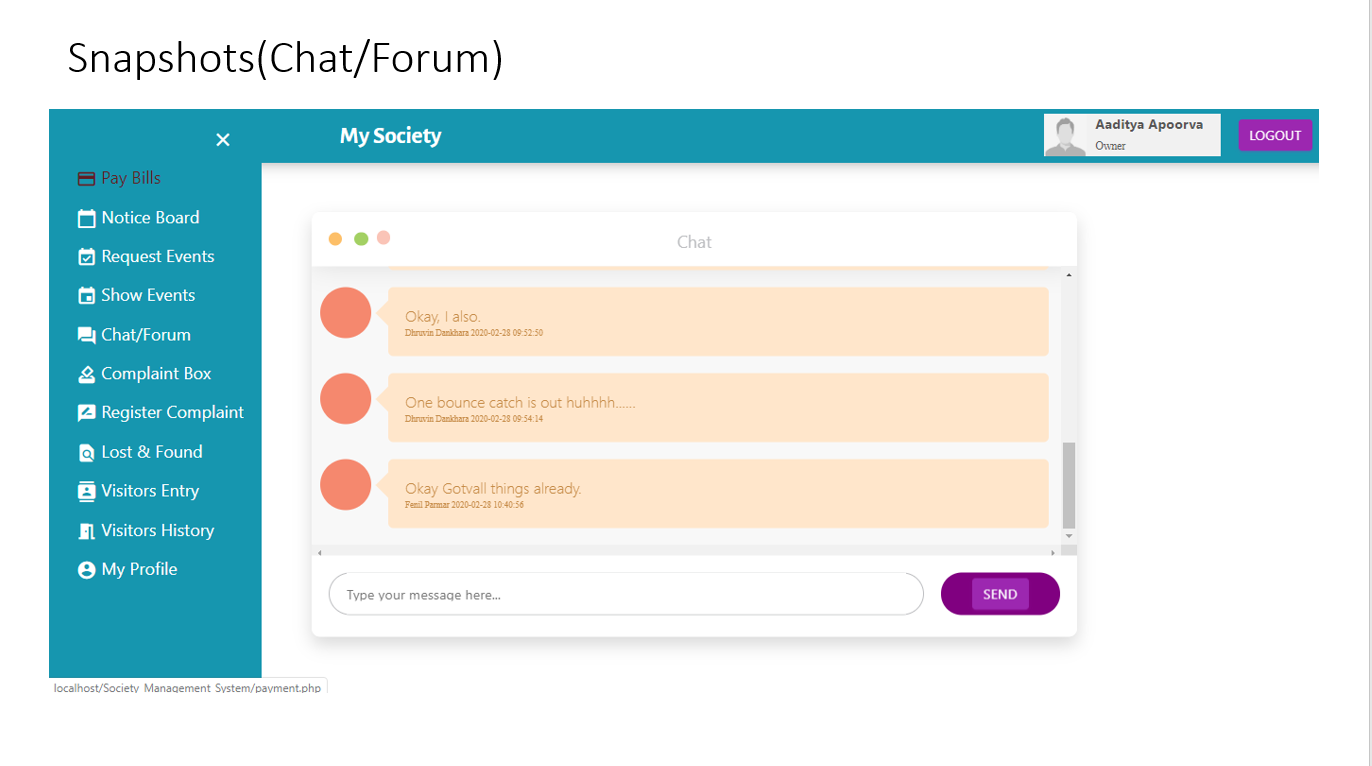 Snapshots(Chat/Forum)
My Society
Aaditya Apoorva
Owner
LOGOUT
Pay Bills
Notice Board
Request Events
Show Events
Chat/Forum
Complaint Box
Register Complaint
Lost & Found
Visitors Entry
Visitors History
My Profile
Chat
Okay, I also.
Dhruvin Dankhara 2020-02-28 09:52:50
One bounce catch is out huhhhh......
Dhruvin Dankhara 2020-02-28 09:54:14
Okay Gotvall things already.
Fenil Parmar 2020-02-28 10:40:56
Type your message here...
SEND
localhost/Society_Management_System/payment.php